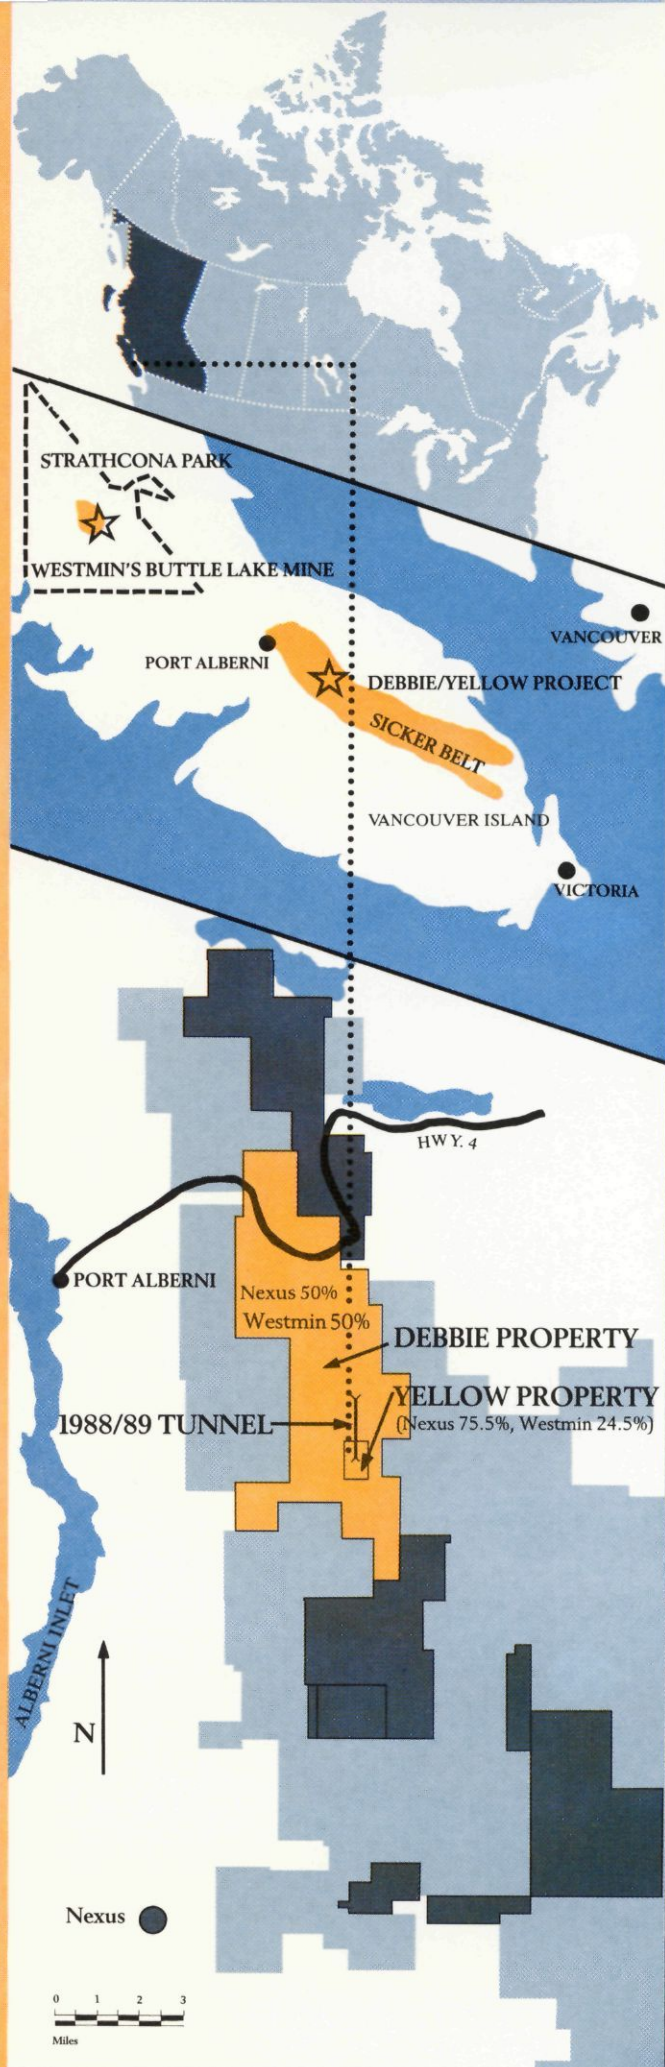 STRATHCONA PARK
WESTMIN'S BUTTLE LAKE MINE
VANCOUVER
PORT ALBERNI
DEBBIE/YELLOW PROJECT
SICKER BELT
VANCOUVER ISLAND
VICTORIA
HWY. 4
PORT ALBERNI
Nexus 50%
Westmin 50%
DEBBIE PROPERTY
YELLOW PROPERTY
(Nexus 75.5%, Westmin 24.5%)
1988/89 TUNNEL
ALBERNI INLET
N
Nexus
0 1 2 3
Miles